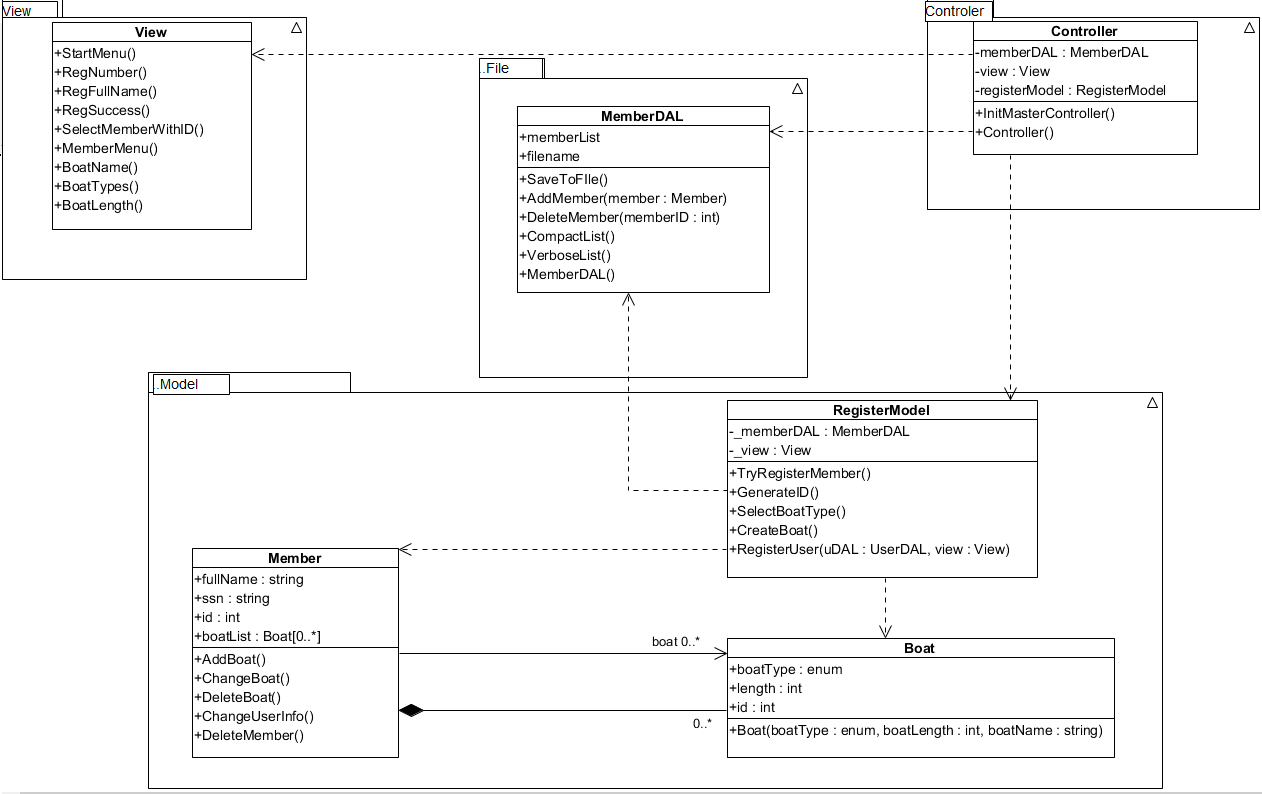 View
View
+StartMenu()
+RegNumber()
+RegFullName()
+RegSuccess()
+SelectMemberWithID()
+MemberMenu()
+BoatName()
+BoatTypes()
+BoatLength()
..File
MemberDAL
+memberList
+filename
+SaveToFIle()
+AddMember(member : Member)
+DeleteMember(memberID : int)
+CompactList()
+VerboseList()
+MemberDAL()
Controler
Controller
-memberDAL : MemberDAL
-view : View
-registerModel : RegisterModel
+InitMasterController()
+Controller()
..Model
RegisterModel
-_memberDAL : MemberDAL
-_view : View
+TryRegisterMember()
+GenerateID()
+SelectBoatType()
+CreateBoat()
+RegisterUser(uDAL : UserDAL, view : View)
Member
+fullName : string
+ssn : string
+id : int
+boatList : Boat[0..*]
+AddBoat()
+ChangeBoat()
+DeleteBoat()
+ChangeUserInfo()
+DeleteMember()
boat 0..*
0..*
Boat
+boatType : enum
+length : int
+id : int
+Boat(boatType : enum, boatLength : int, boatName : string)